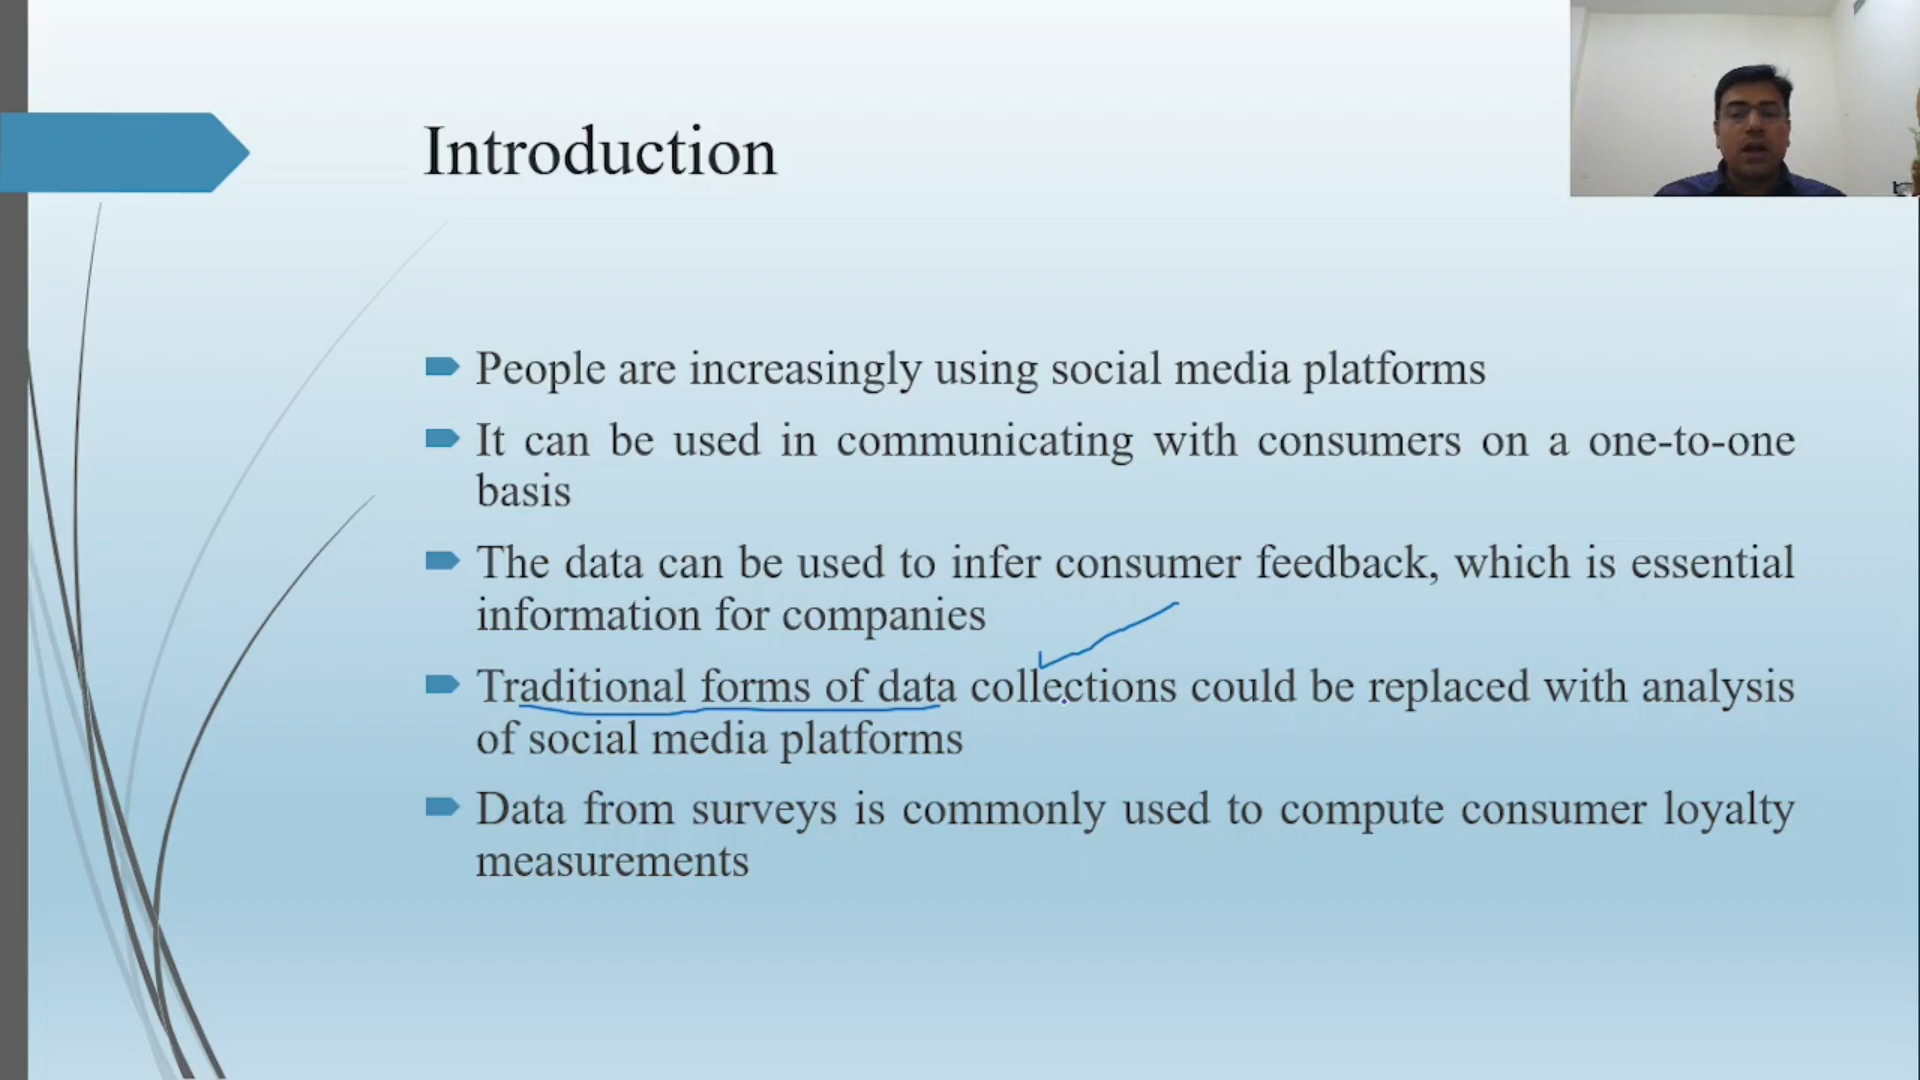 Introduction
People are increasingly using social media platforms
It can be used in communicating with consumers on a one-to-one
basis
The data can be used to infer consumer feedback, which is essential
information for companies
Traditional forms of data collections could be replaced with analysis
of social media platforms
Data from surveys is commonly used to compute consumer loyalty
measurements